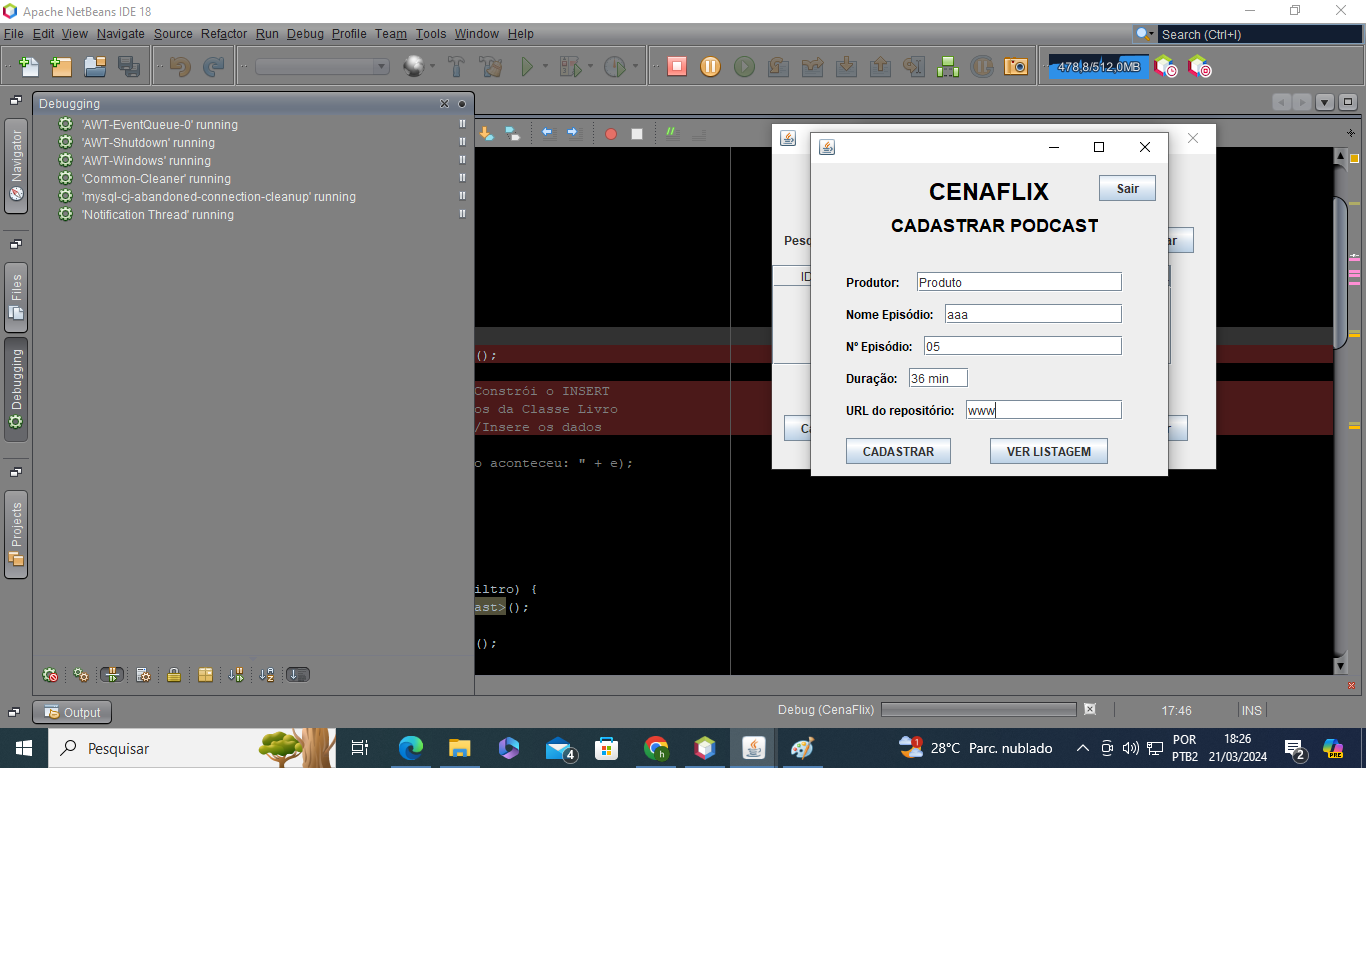 Apache NetBeans IDE 18
File Edit View Navigate Source Refactor Run Debug Profile Team Tools Window Help
Search (Ctrl+I)
478,8/512,0MB
Debugging
'AWT-EventQueue-0' running
'AWT-Shutdown' running
'AWT-Windows' running
'Common-Cleaner' running
'mysql-cj-abandoned-connection-cleanup' running
'Notification Thread' running
Navigator
Files
Debugging
Projects
();
Constrói o INSERT
os da Classe Livro
/Insere os dados
o aconteceu: " + e);
iltro) {
ast>();
();
Pesq
ar
ID
Ca
r
CENAFLIX
Sair
CADASTRAR PODCAST
Produtor: Produto
Nome Episódio: aaa
Nº Episódio: 05
Duração: 36 min
URL do repositório: www
CADASTRAR VER LISTAGEM
Output
Debug (CenaFlix)
17:46 INS
Pesquisar
4
h
1
28°C Parc. nublado
POR
PTB2
18:26
21/03/2024
2
PRE